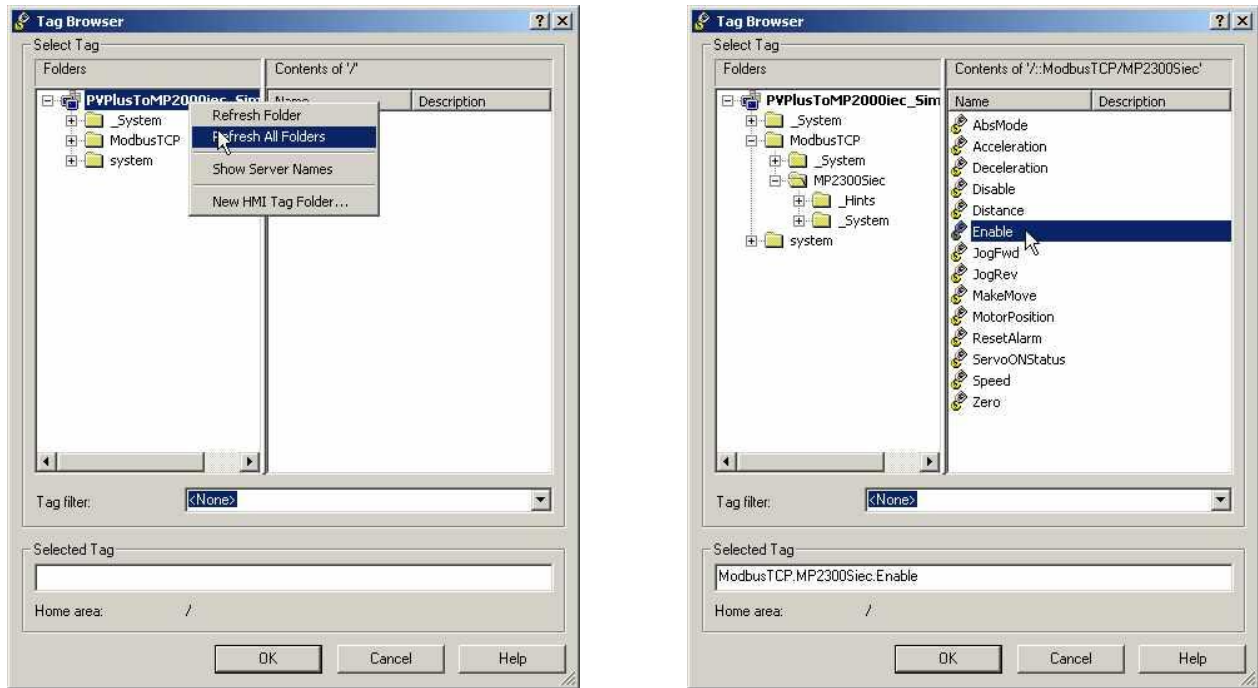 Tag Browser
Select Tag
Folders
Contents of '/'
Name
Description
PVPlusToMP2000iec_Sim
_System
ModbusTCP
system
Refresh Folder
Refresh All Folders
Show Server Names
New HMI Tag Folder...
Tag filter:
<None>
Selected Tag
Home area:
/
OK
Cancel
Help
Tag Browser
Select Tag
Folders
Contents of '/::ModbusTCP/MP2300Siec'
PVPlusToMP2000iec_Sim
_System
ModbusTCP
_System
MP2300Siec
_Hints
_System
system
Name
Description
AbsMode
Acceleration
Deceleration
Disable
Distance
Enable
JogFwd
JogRev
MakeMove
MotorPosition
ResetAlarm
ServoONStatus
Speed
Zero
Tag filter:
<None>
Selected Tag
ModbusTCP.MP2300Siec.Enable
Home area:
/
OK
Cancel
Help